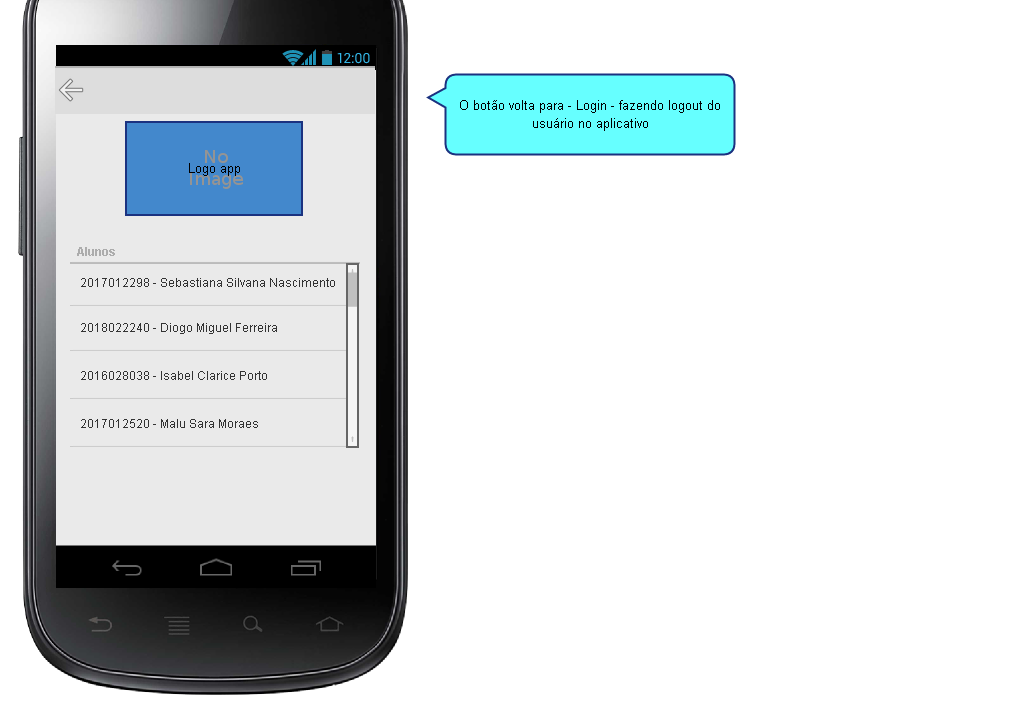 12:00
O botão volta para - Login - fazendo logout do
usuário no aplicativo
No
Logo app
Image
Alunos
2017012298 - Sebastiana Silvana Nascimento
2018022240 - Diogo Miguel Ferreira
2016028038 - Isabel Clarice Porto
2017012520 - Malu Sara Moraes